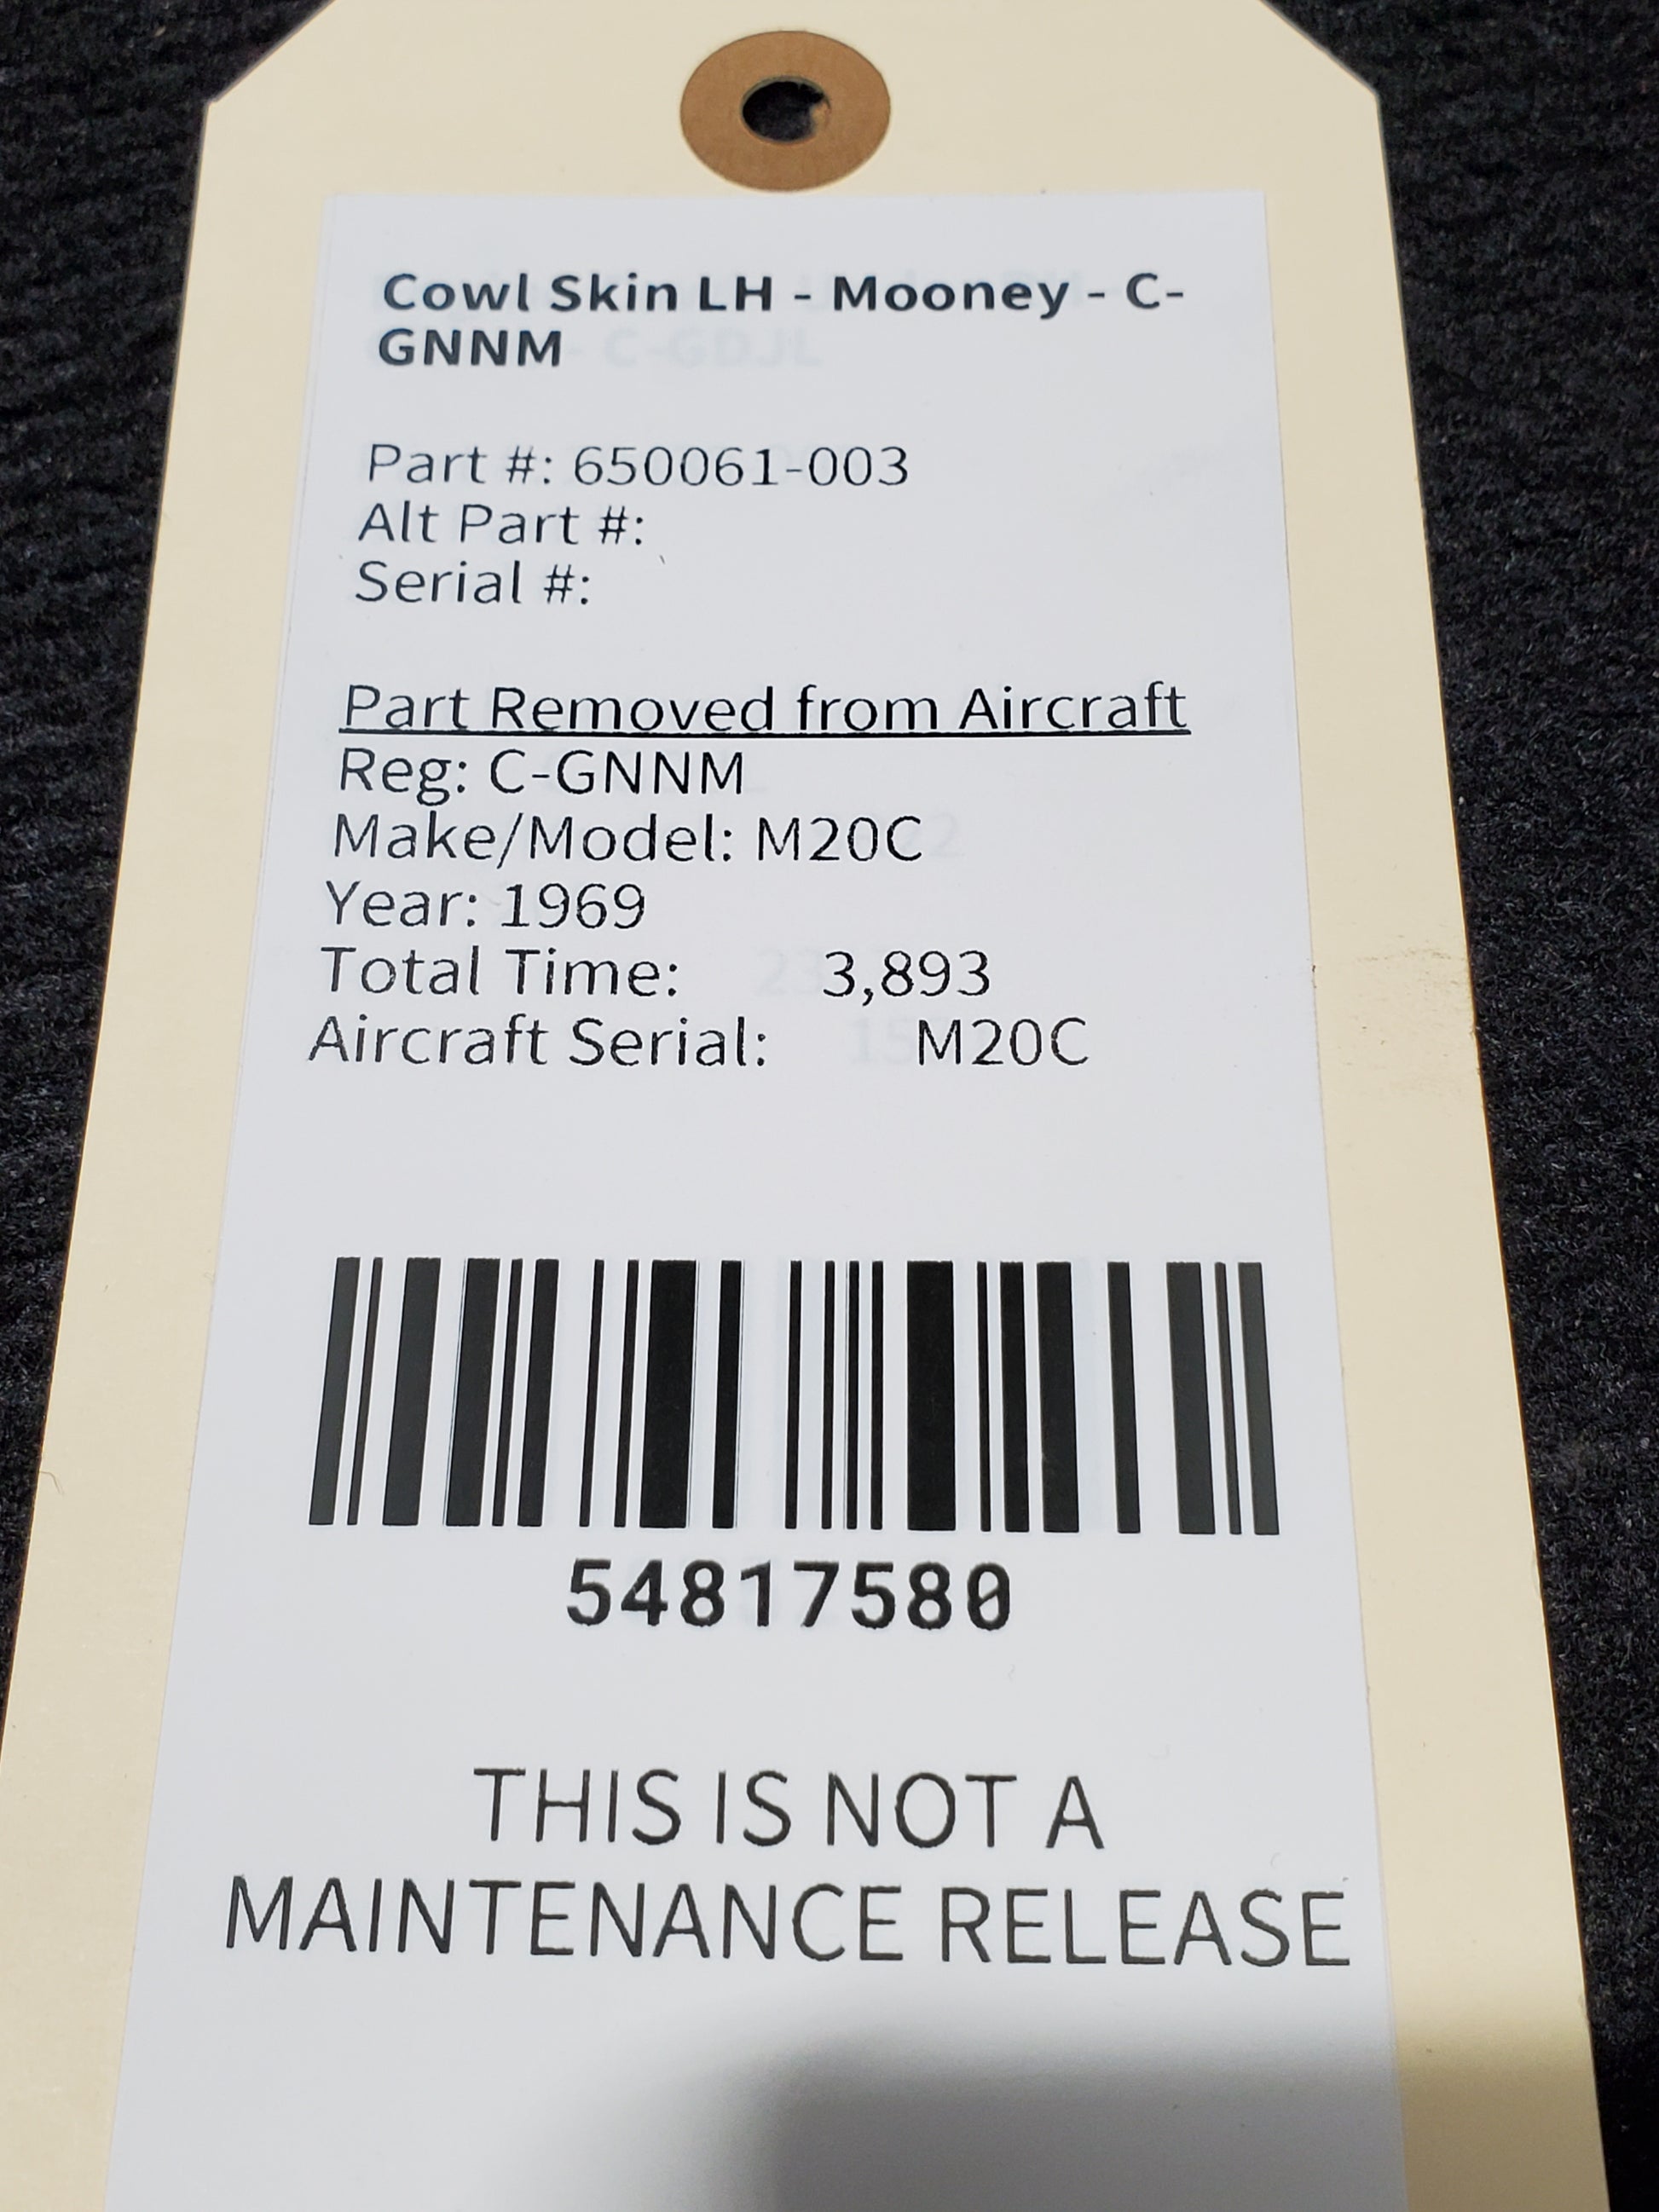 Cowl Skin LH - Mooney - C-
GNNM
Part #: 650061-003
Alt Part #:
Serial #:
Part Removed from Aircraft
Reg: C-GNNM
Make/Model: M20C
Year: 1969
Total Time: 3,893
Aircraft Serial: M20C
54817580
THIS IS NOT A
MAINTENANCE RELEASE